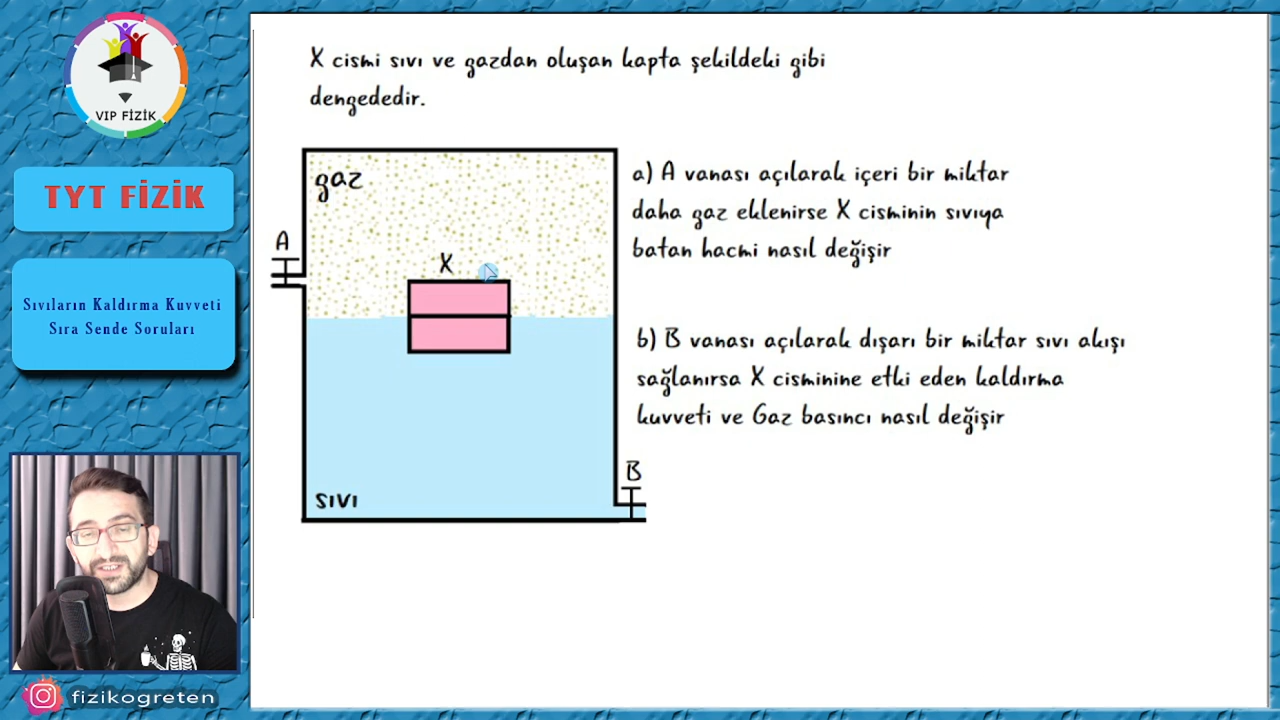 VIP FİZİK
TYT FİZİK
Sıvıların Kaldırma Kuvveti
Sıra Sende Soruları
fizikogreten
X cismi sıvı ve gazdan oluşan kapta şekildeki gibi
dengededir.
gaz
A
X
sıvı
B
a) A vanası açılarak içeri bir miktar
daha gaz eklenirse X cisminin sıvıya
batan hacmi nasıl değişir
b) B vanası açılarak dışarı bir miktar sıvı akışı
sağlanırsa X cisminine etki eden kaldırma
kuvveti ve Gaz basıncı nasıl değişir